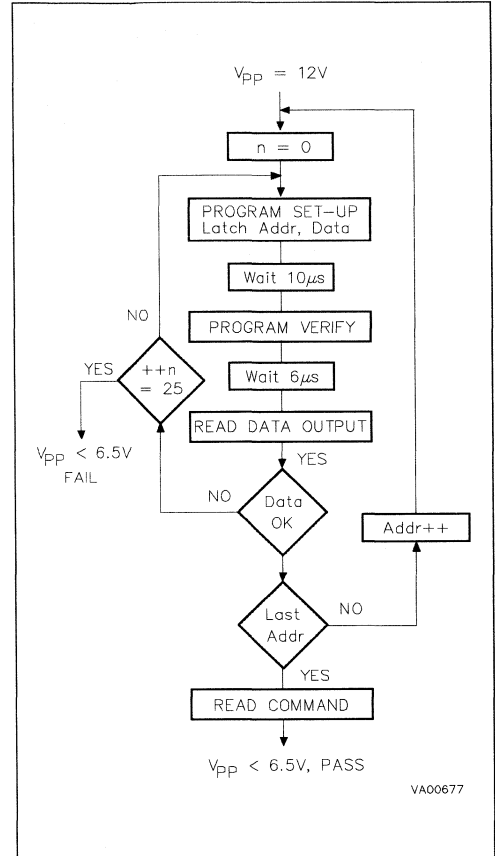 VPP = 12V
n = 0
PROGRAM SET-UP
Latch Addr, Data
Wait 10µs
NO
PROGRAM VERIFY
YES
++n
= 25
Wait 6µs
READ DATA OUTPUT
VPP < 6.5V
FAIL
YES
NO
Data
OK
Addr++
Last
Addr
NO
YES
READ COMMAND
VPP < 6.5V, PASS
VA00677